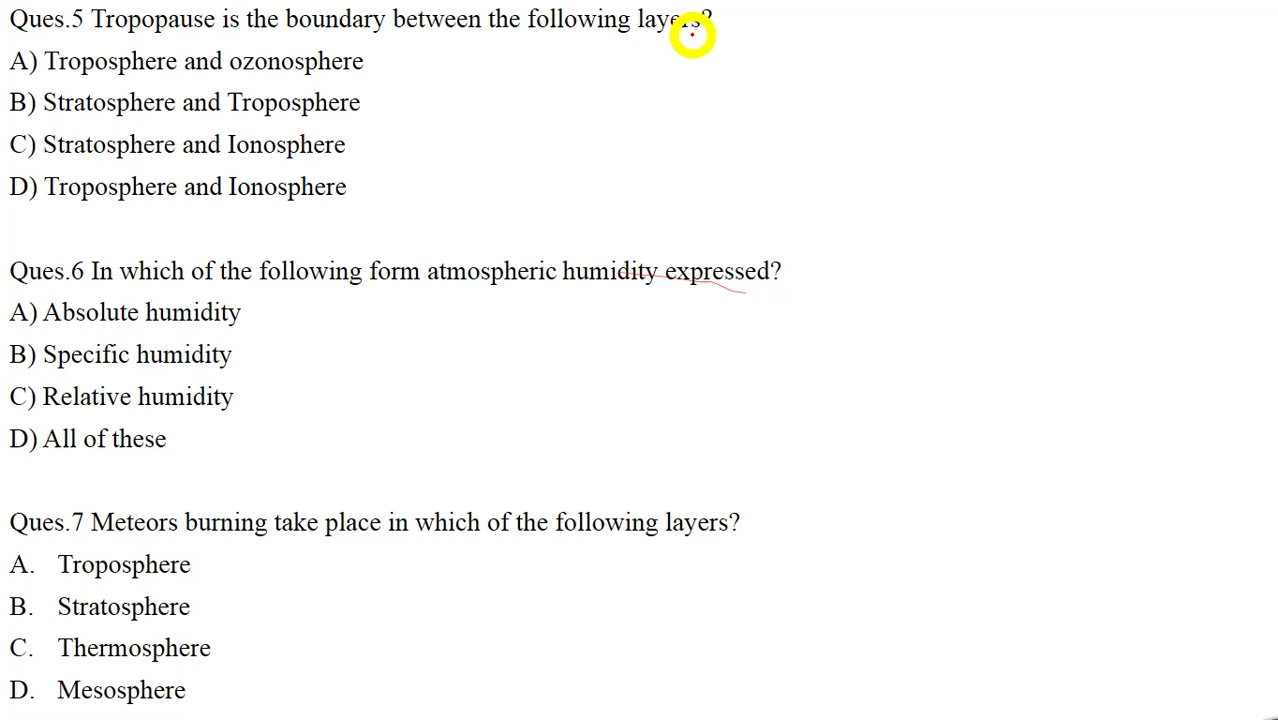 Ques.5 Tropopause is the boundary between the following layers?
A) Troposphere and ozonosphere
B) Stratosphere and Troposphere
C) Stratosphere and Ionosphere
D) Troposphere and Ionosphere
Ques.6 In which of the following form atmospheric humidity expressed?
A) Absolute humidity
B) Specific humidity
C) Relative humidity
D) All of these
Ques.7 Meteors burning take place in which of the following layers?
A. Troposphere
B. Stratosphere
C. Thermosphere
D. Mesosphere